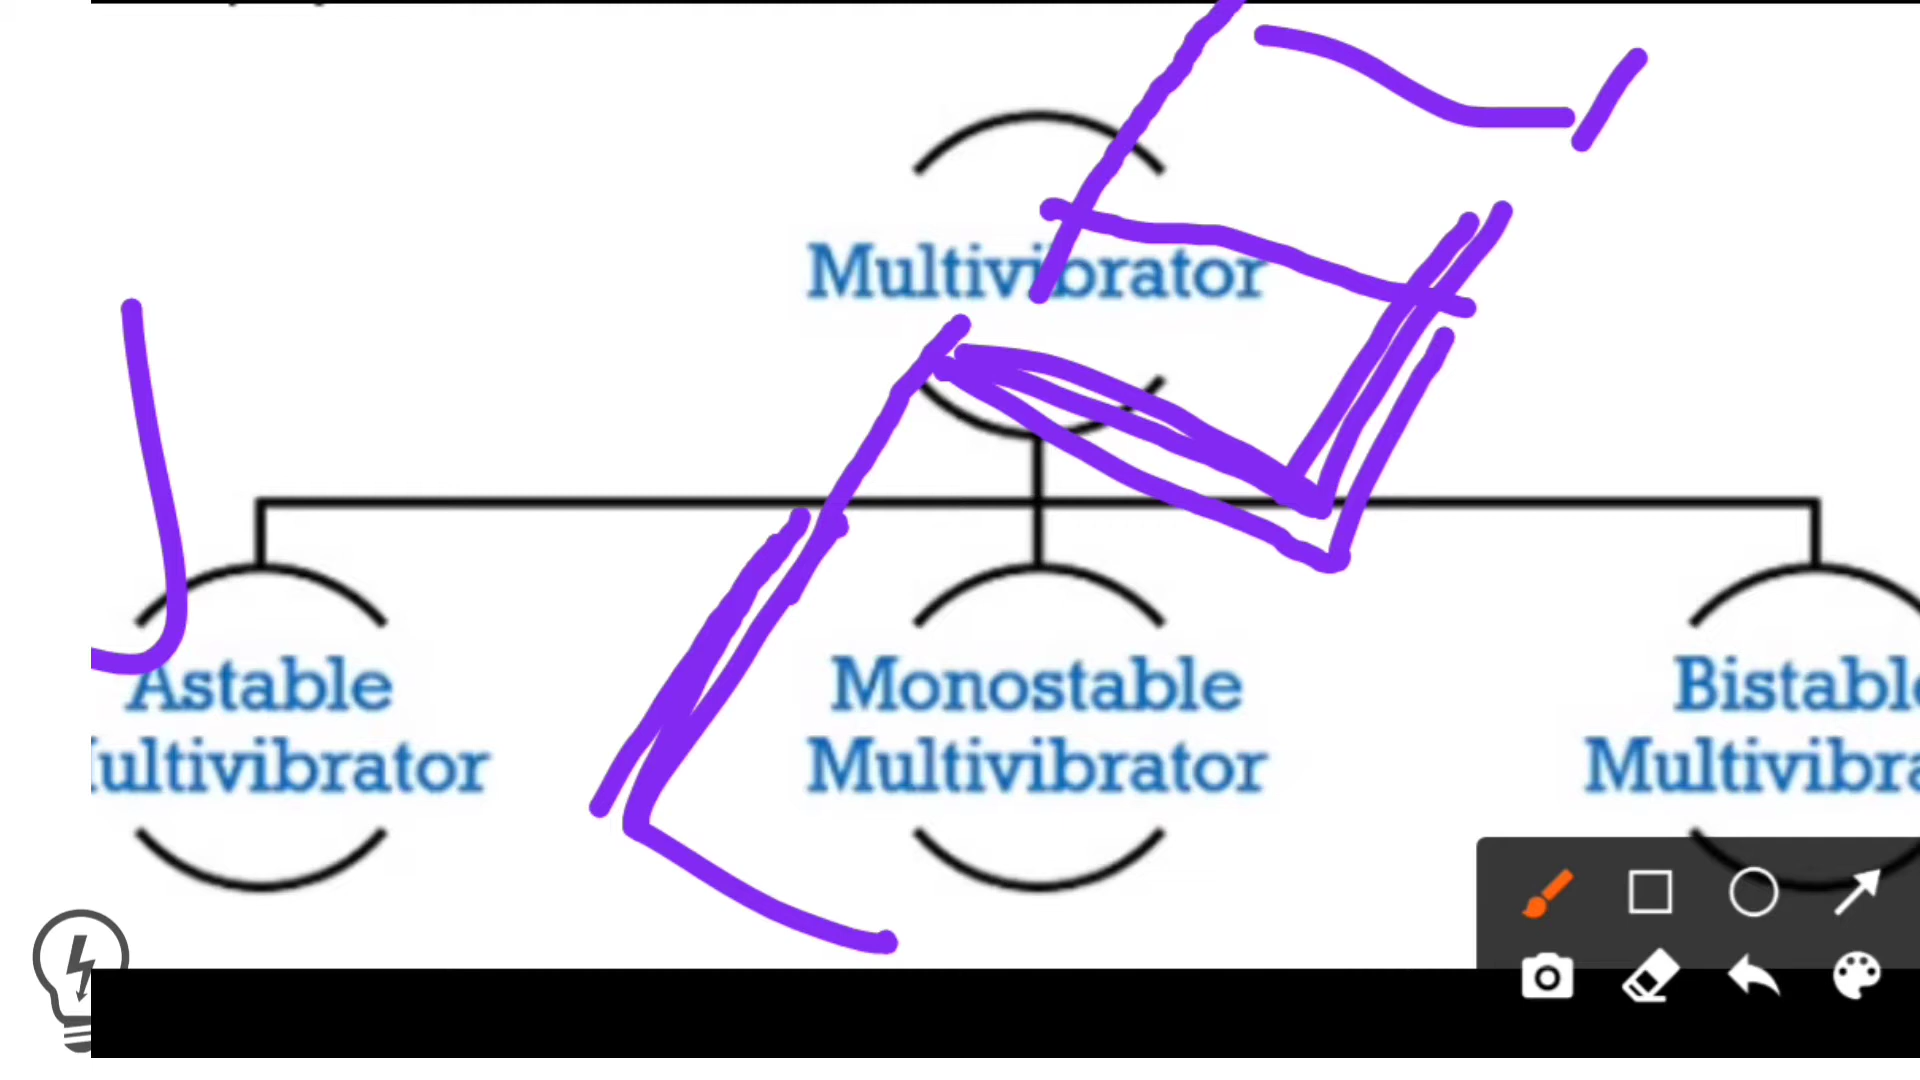 Multivibrator
Astable
ultivibrator
Monostable
Multivibrator
Bistabl
Multivibra